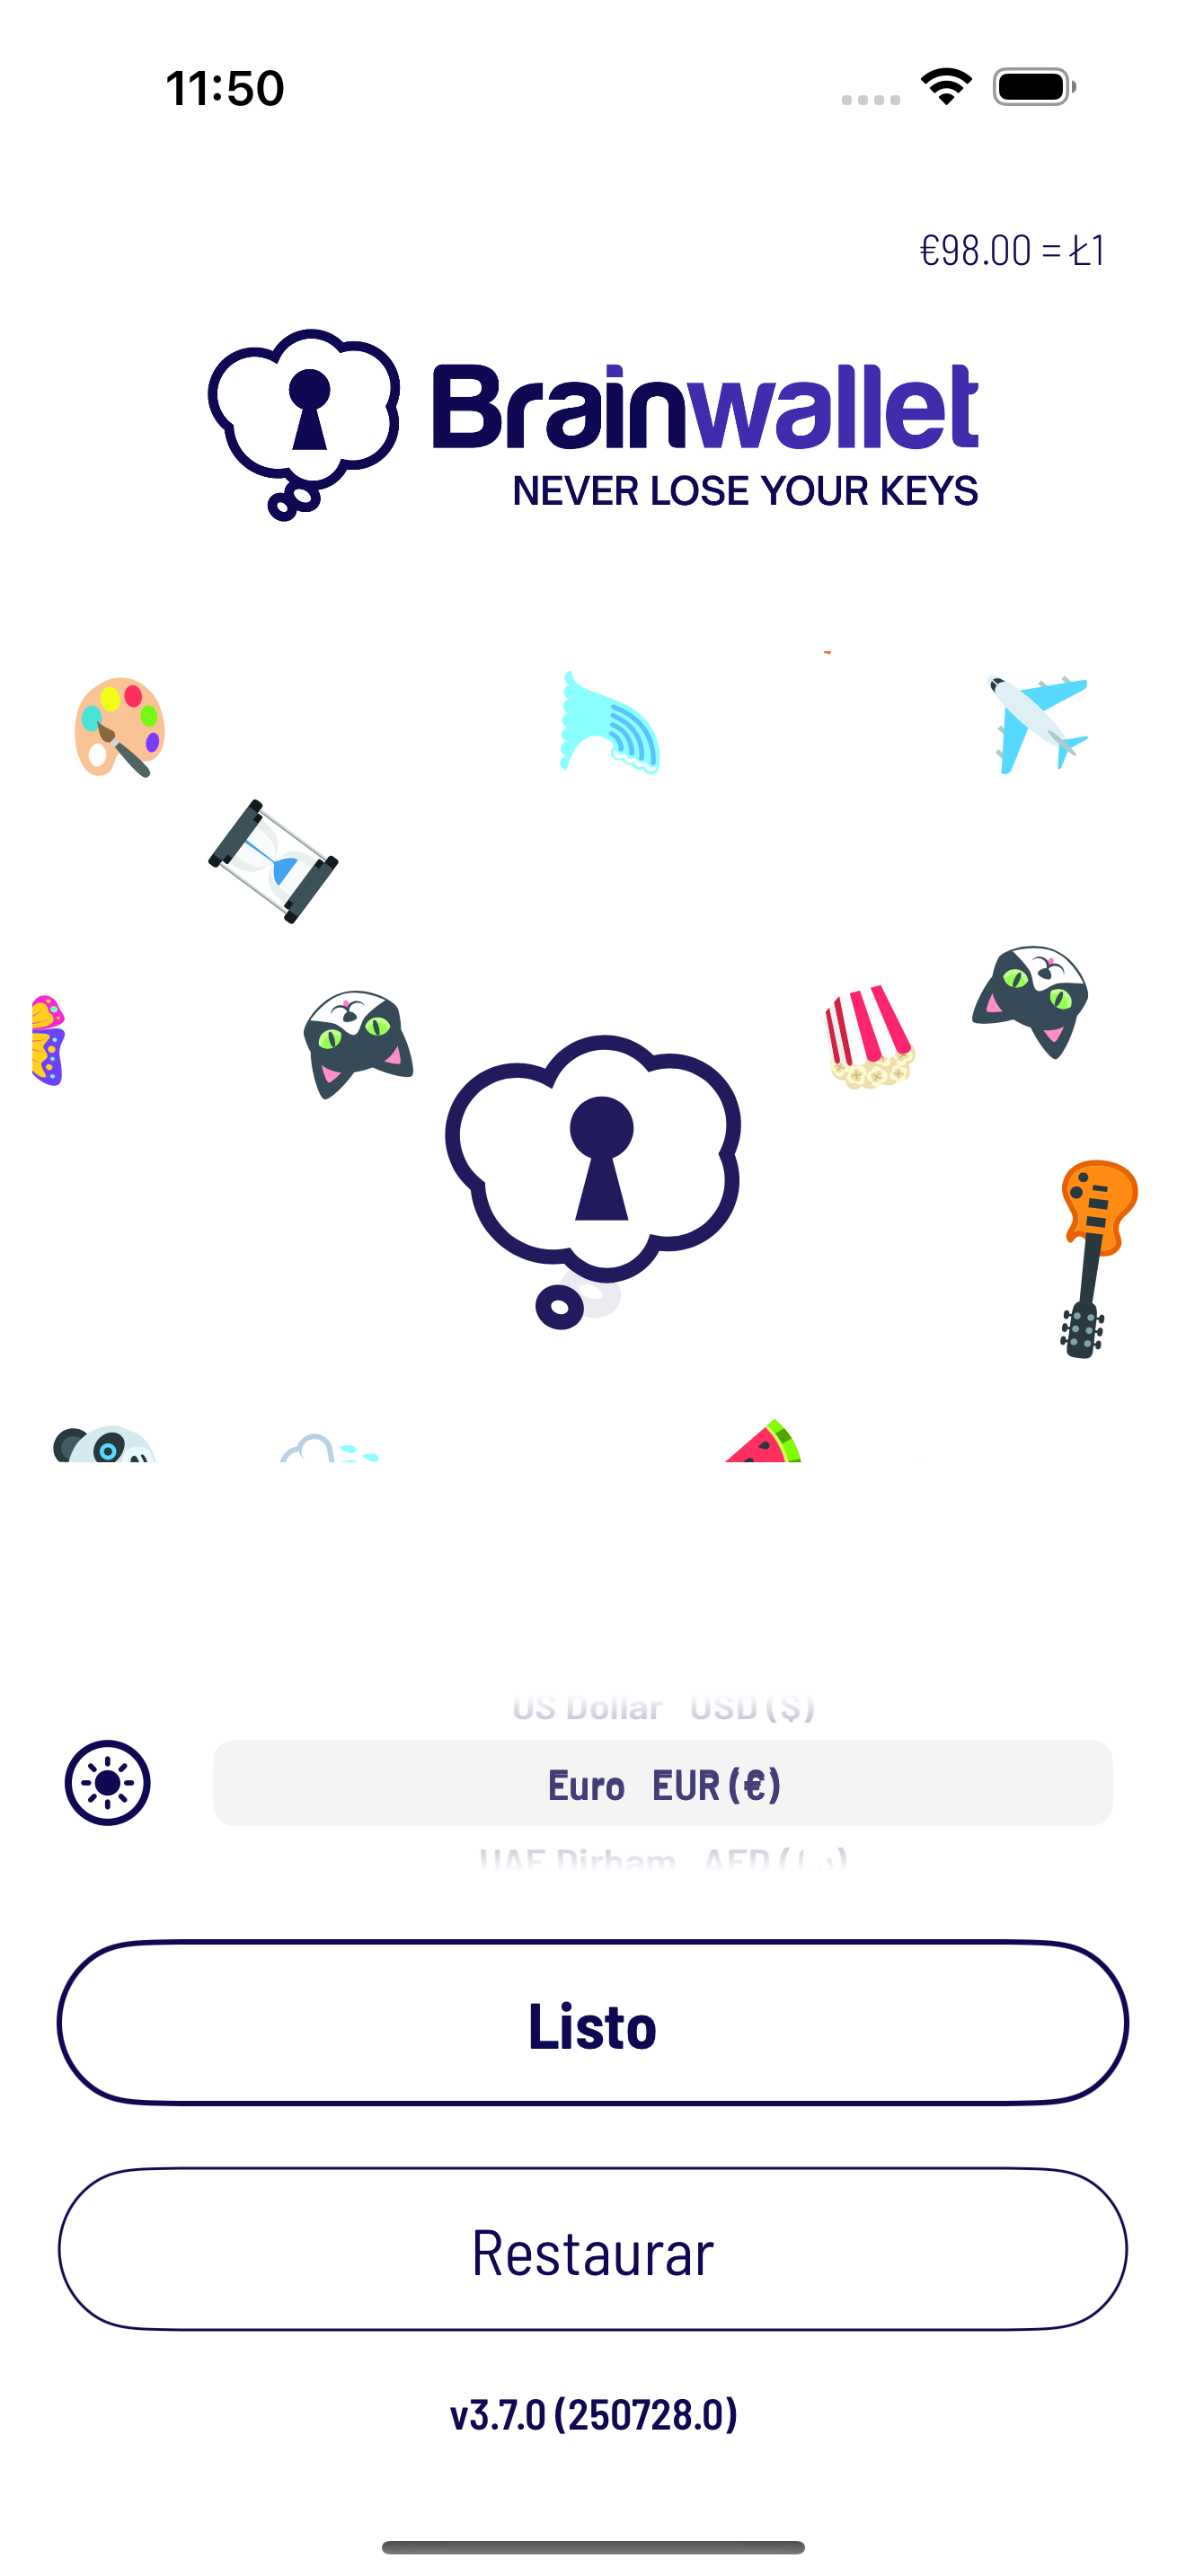 11:50
€98.00 = Ł1
Brainwallet
NEVER LOSE YOUR KEYS
US Dollar USD ($)
Euro EUR (€)
UAE Dirham AED
Listo
Restaurar
v3.7.0 (250728.0)